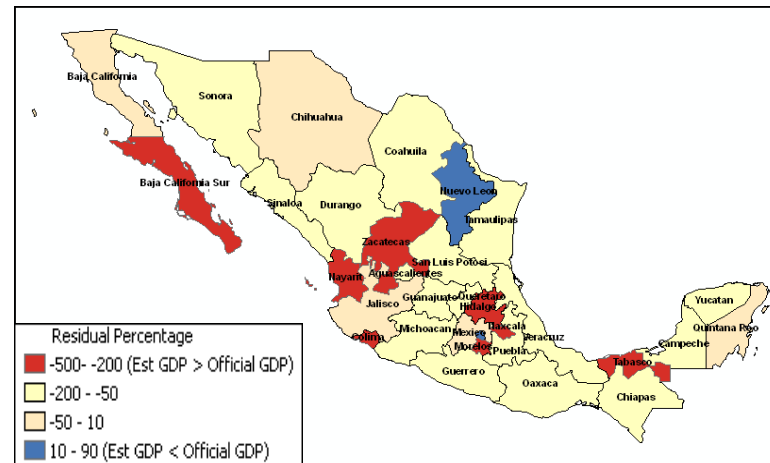 Baja California
Sonora
Chihuahua
Coahuila
Baja California Sur
Nuevo Leon
Sinaloa
Durango
Tamaulipas
Zacatecas
San Luis Potosi
Nayarit
Aguascalientes
Jalisco
Guanajuato
Queretaro
Hidalgo
Yucatan
Colima
Michoacan
Mexico
Tlaxcala
Veracruz
Quintana Roo
Campeche
Morelos
Puebla
Tabasco
Guerrero
Oaxaca
Chiapas
Residual Percentage
-500- -200 (Est GDP > Official GDP)
-200 - -50
-50 - 10
10 - 90 (Est GDP < Official GDP)